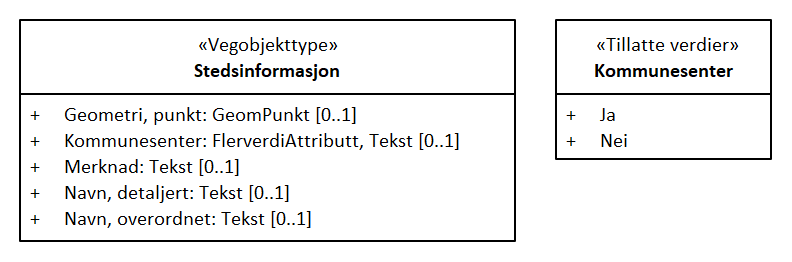 «Vegobjekttype»
Stedsinformasjon
+ Geometri, punkt: GeomPunkt [0..1]
+ Kommunesenter: FlerverdiAttributt, Tekst [0..1]
+ Merknad: Tekst [0..1]
+ Navn, detaljert: Tekst [0..1]
+ Navn, overordnet: Tekst [0..1]
«Tillatte verdier»
Kommunesenter
+ Ja
+ Nei